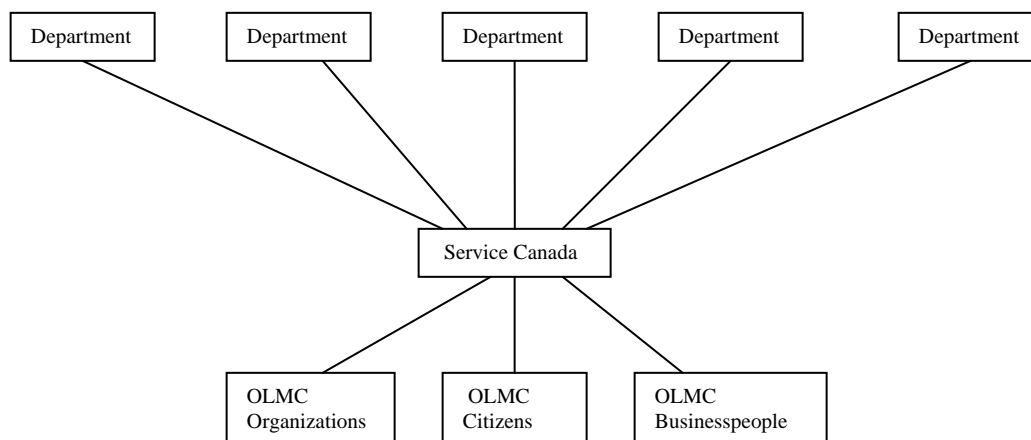 Department
Department
Department
Department
Department
Service Canada
OLMC
Organizations
OLMC
Citizens
OLMC
Businesspeople